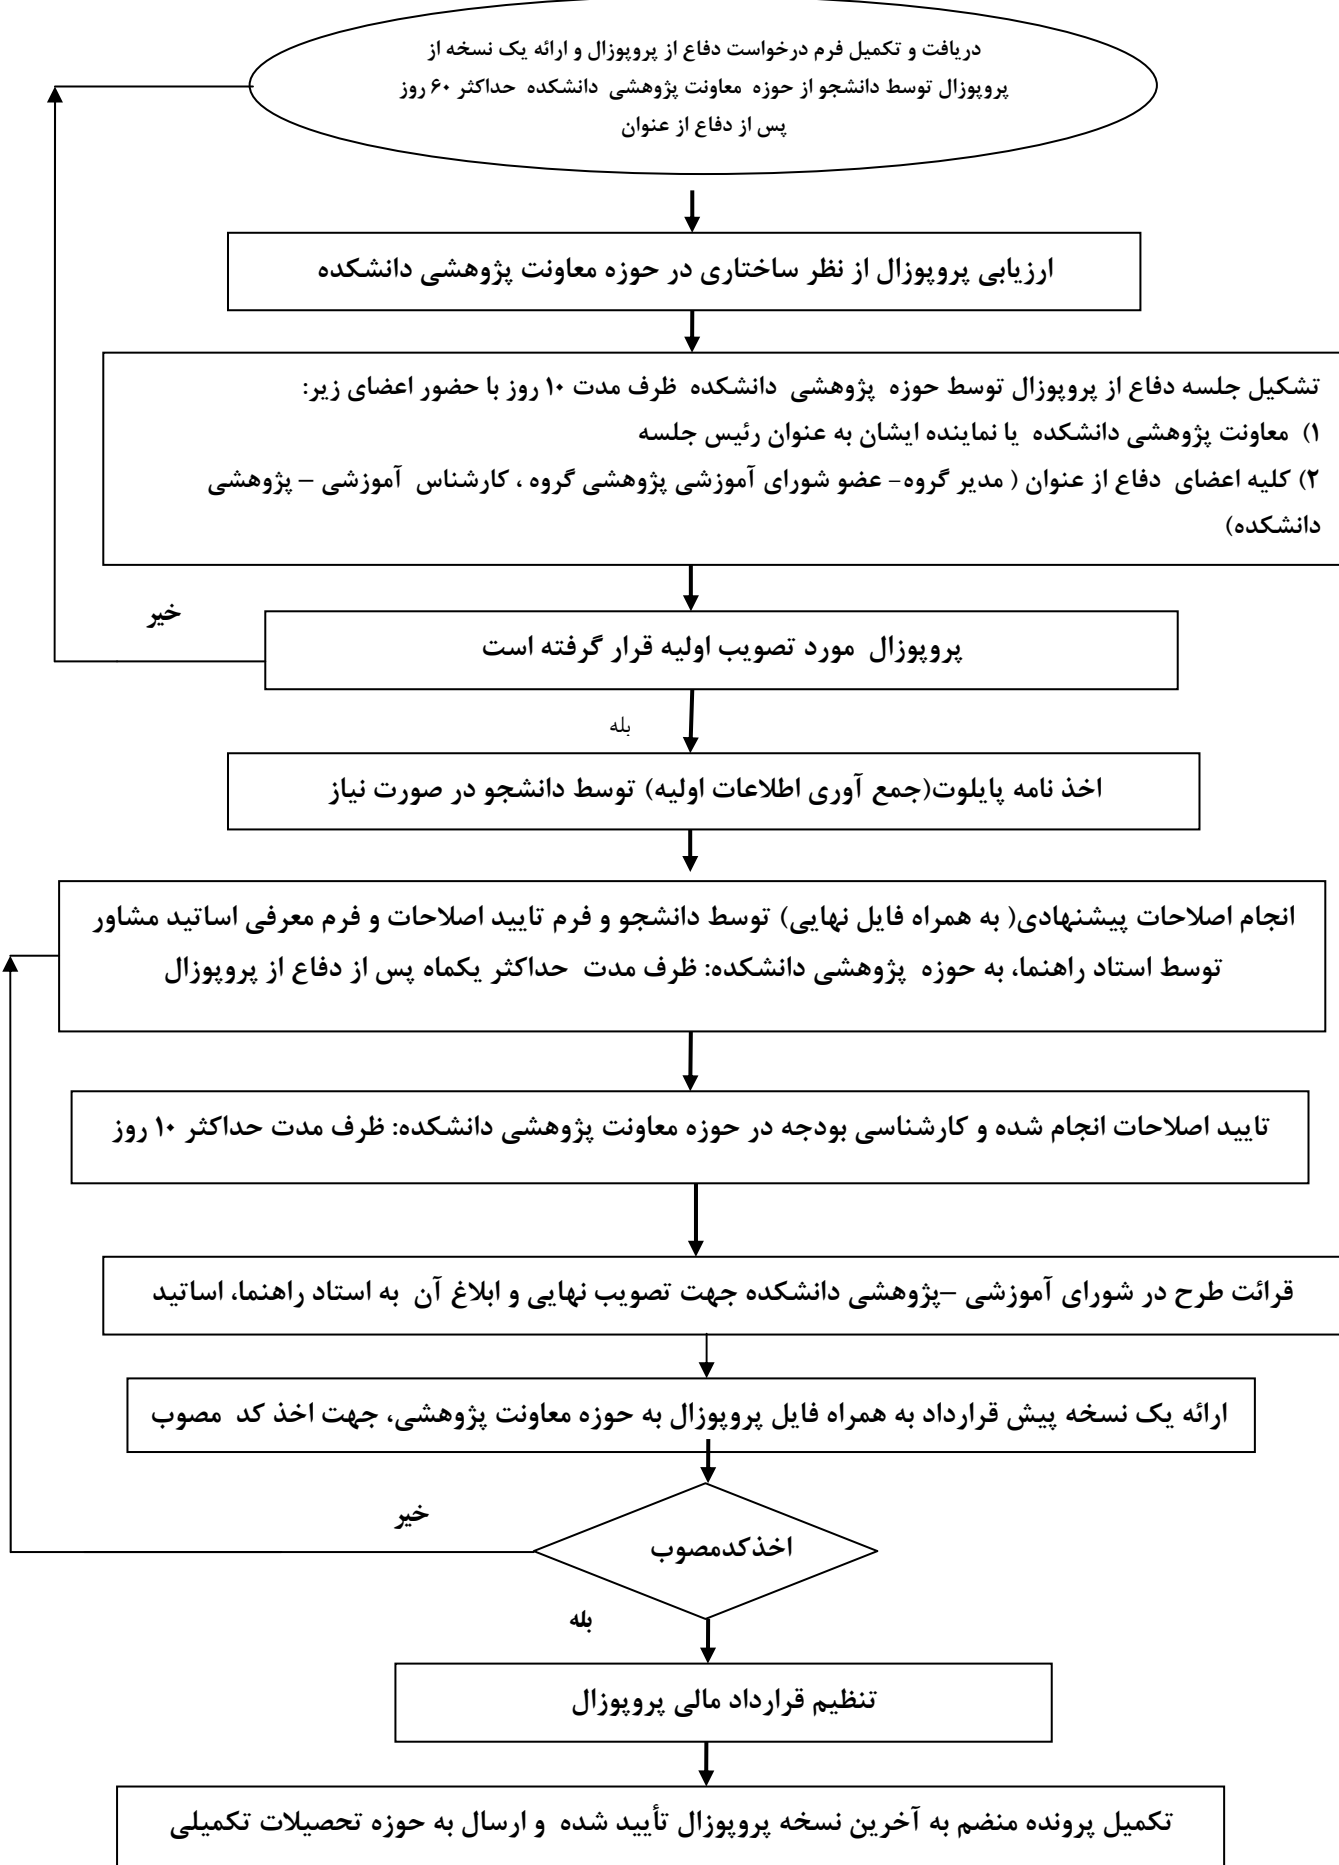 دریافت و تکمیل فرم درخواست دفاع از پروپوزال و ارائه یک نسخه از
پروپوزال توسط دانشجو از حوزه معاونت پژوهشی دانشکده حداکثر ۶۰ روز
پس از دفاع از عنوان
ارزیابی پروپوزال از نظر ساختاری در حوزه معاونت پژوهشی دانشکده
تشکیل جلسه دفاع از پروپوزال توسط حوزه پژوهشی دانشکده ظرف مدت ۱۰ روز با حضور اعضای زیر:
۱) معاونت پژوهشی دانشکده یا نماینده ایشان به عنوان رئیس جلسه
۲) کلیه اعضای دفاع از عنوان ( مدیر گروه- عضو شورای آموزشی پژوهشی گروه ، کارشناس آموزشی – پژوهشی
دانشکده)
خیر
پروپوزال مورد تصویب اولیه قرار گرفته است
بله
اخذ نامه پایلوت(جمع آوری اطلاعات اولیه) توسط دانشجو در صورت نیاز
انجام اصلاحات پیشنهادی( به همراه فایل نهایی) توسط دانشجو و فرم تایید اصلاحات و فرم معرفی اساتید مشاور
توسط استاد راهنما، به حوزه پژوهشی دانشکده: ظرف مدت حداکثر یکماه پس از دفاع از پروپوزال
تایید اصلاحات انجام شده و کارشناسی بودجه در حوزه معاونت پژوهشی دانشکده: ظرف مدت حداکثر ۱۰ روز
قرائت طرح در شورای آموزشی –پژوهشی دانشکده جهت تصویب نهایی و ابلاغ آن به استاد راهنما، اساتید
ارائه یک نسخه پیش قرارداد به همراه فایل پروپوزال به حوزه معاونت پژوهشی، جهت اخذ کد مصوب
خیر
اخذکدمصوب
بله
تنظیم قرارداد مالی پروپوزال
تکمیل پرونده منضم به آخرین نسخه پروپوزال تأیید شده و ارسال به حوزه تحصیلات تکمیلی